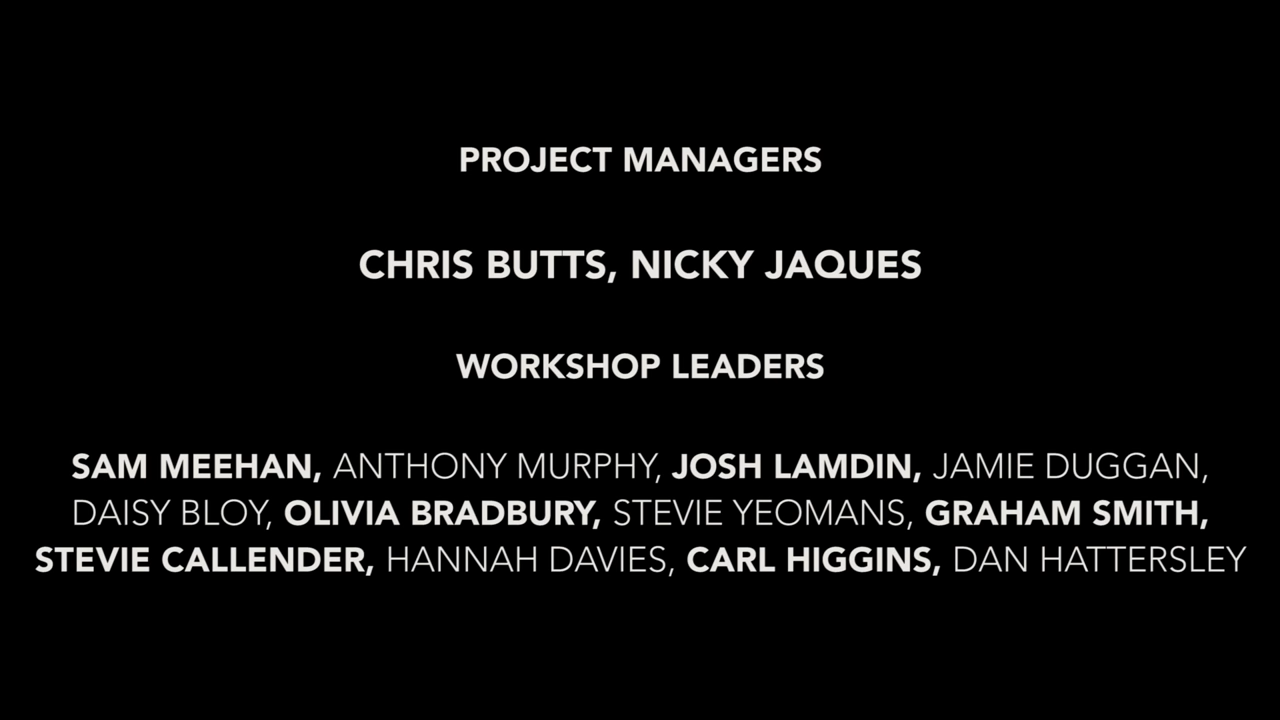 PROJECT MANAGERS
CHRIS BUTTS, NICKY JAQUES
WORKSHOP LEADERS
SAM MEEHAN, ANTHONY MURPHY, JOSH LAMDIN, JAMIE DUGGAN,
DAISY BLOY, OLIVIA BRADBURY, STEVIE YEOMANS, GRAHAM SMITH,
STEVIE CALLENDER, HANNAH DAVIES, CARL HIGGINS, DAN HATTERSLEY